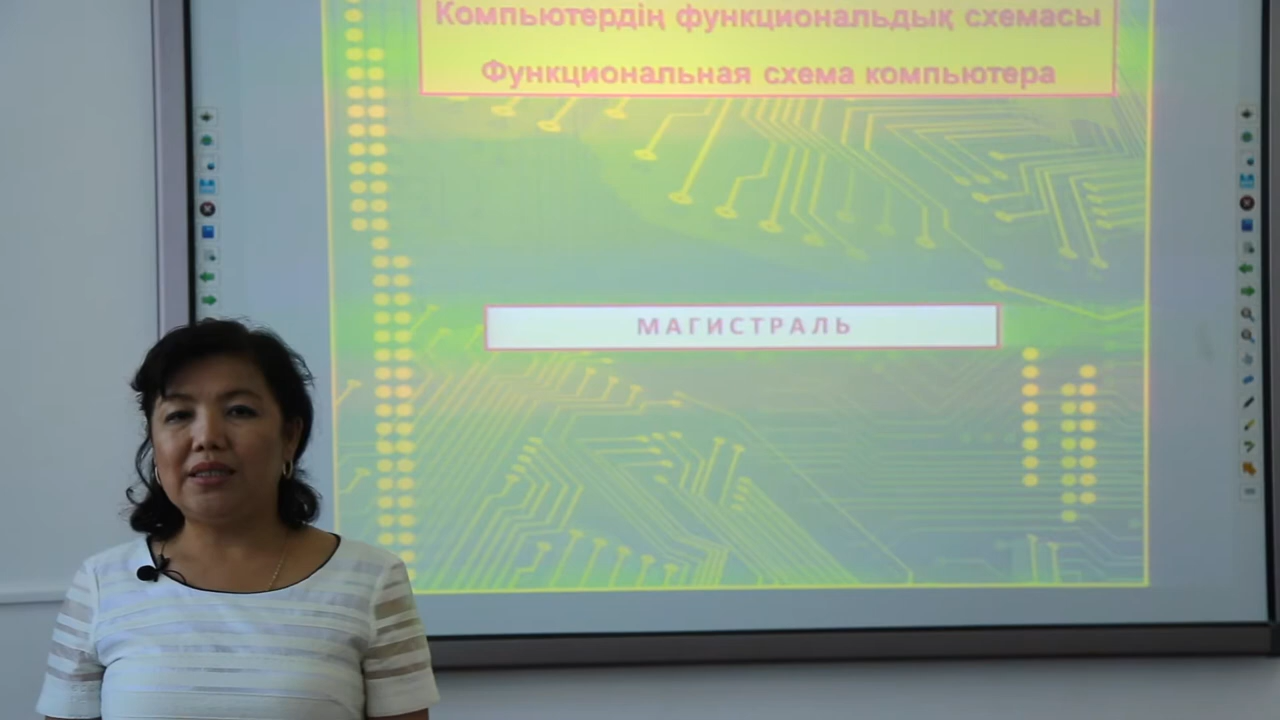 Компьютердің функциональдық схемасы
Функциональная схема компьютера
МАГИСТРАЛЬ